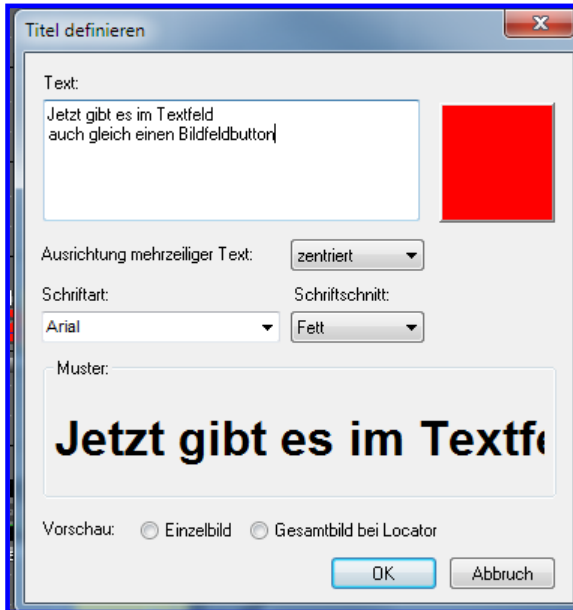 Titel definieren
Text:
Jetzt gibt es im Textfeld
auch gleich einen Bildfeldbutton
Ausrichtung mehrzeiliger Text:
zentriert
Schriftart:
Schriftschnitt:
Arial
Fett
Muster:
Jetzt gibt es im Textfe
Vorschau:
Einzelbild
Gesamtbild bei Locator
OK
Abbruch